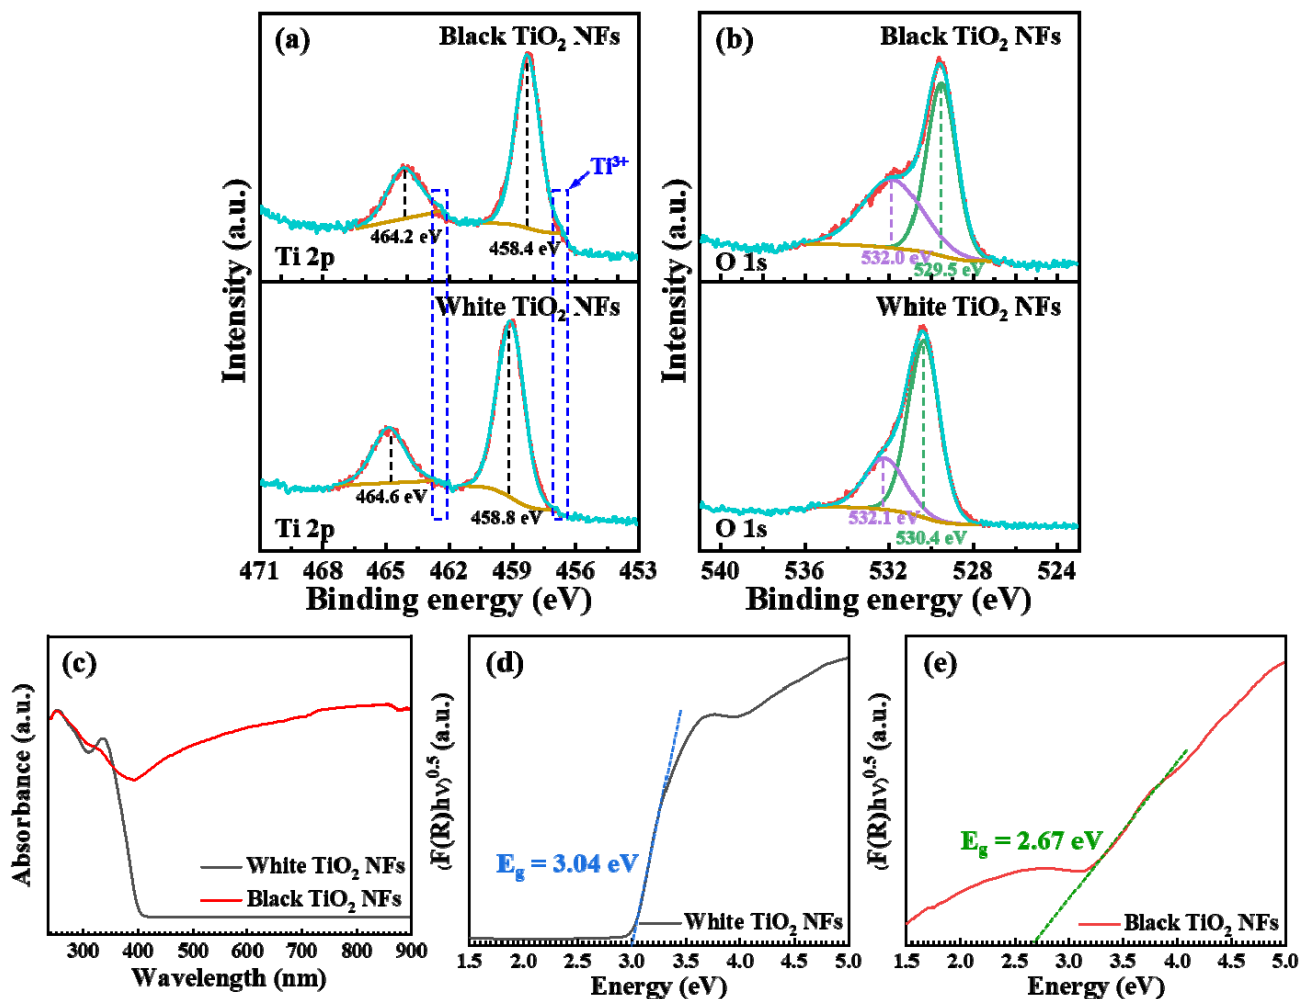 (a)
Black TiO₂ NFs
Ti³⁺
464.2 eV
458.4 eV
Ti 2p
White TiO₂ NFs
464.6 eV
458.8 eV
Ti 2p
Intensity (a.u.)
471 468 465 462 459 456 453
Binding energy (eV)
(b)
Black TiO₂ NFs
532.0 eV
529.5 eV
O 1s
White TiO₂ NFs
532.1 eV
530.4 eV
O 1s
Intensity (a.u.)
540 536 532 528 524
Binding energy (eV)
(c)
Absorbance (a.u.)
White TiO₂ NFs
Black TiO₂ NFs
300 400 500 600 700 800 900
Wavelength (nm)
(d)
(F(R)hν)⁰·⁵ (a.u.)
E_g = 3.04 eV
White TiO₂ NFs
1.5 2.0 2.5 3.0 3.5 4.0 4.5 5.0
Energy (eV)
(e)
(F(R)hν)⁰·⁵ (a.u.)
E_g = 2.67 eV
Black TiO₂ NFs
1.5 2.0 2.5 3.0 3.5 4.0 4.5 5.0
Energy (eV)